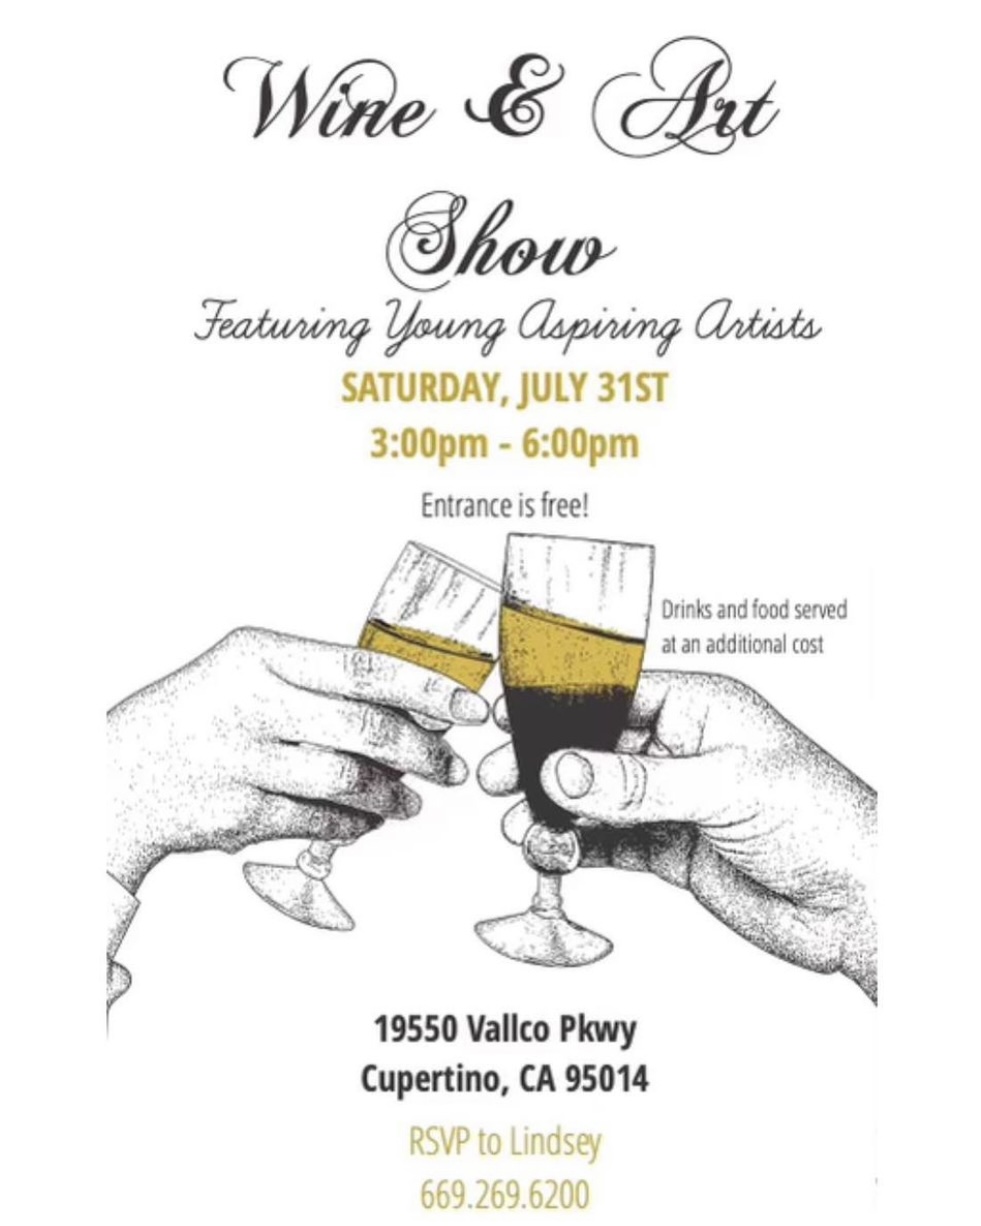 Wine & Art
Show
Featuring Young Aspiring Artists
SATURDAY, JULY 31ST
3:00pm - 6:00pm
Entrance is free!
Drinks and food served
at an additional cost
19550 Vallco Pkwy
Cupertino, CA 95014
RSVP to Lindsey
669.269.6200